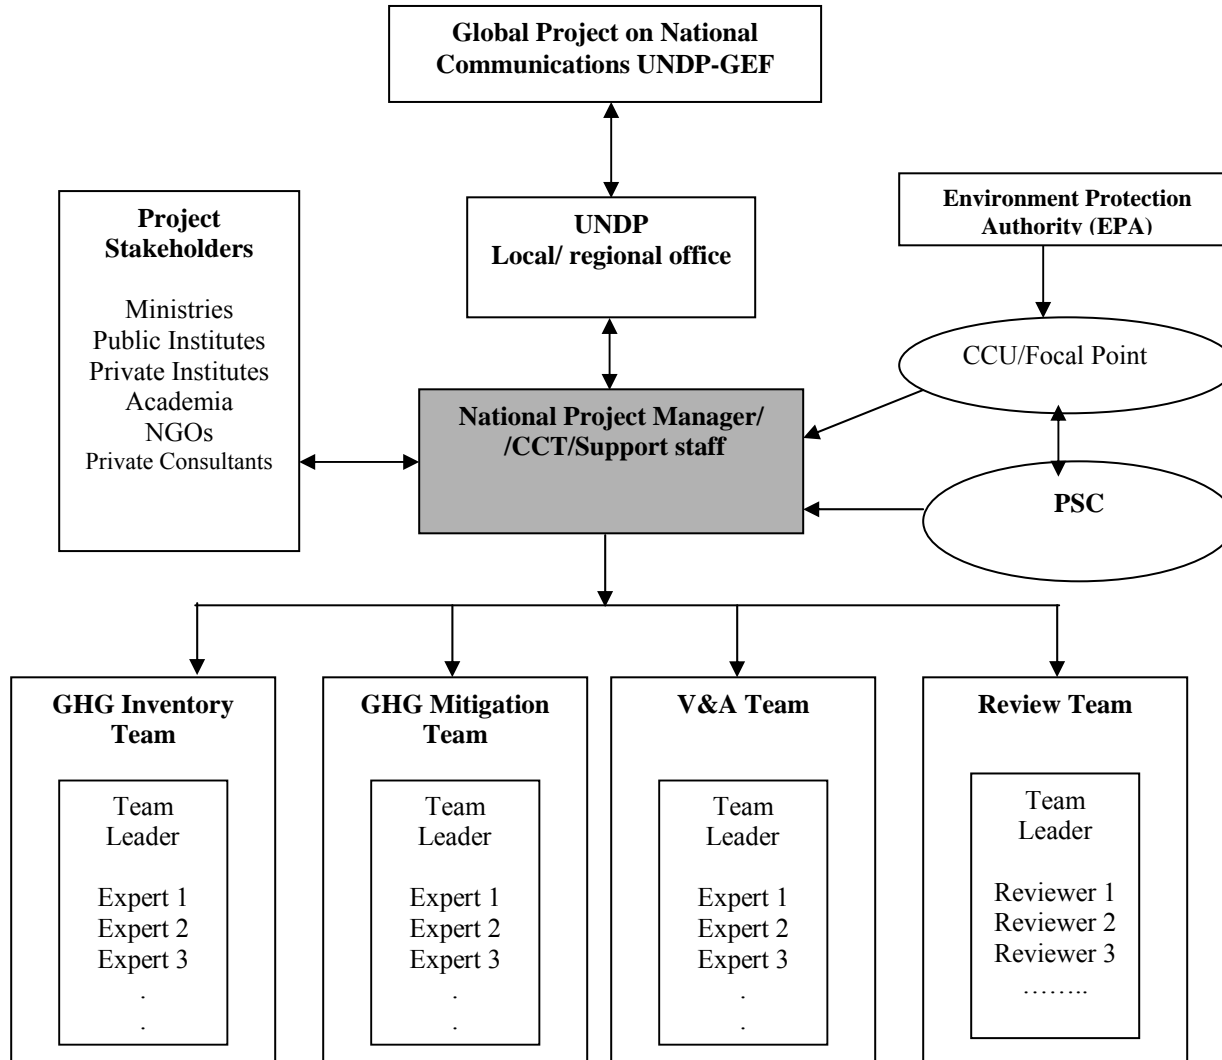 Global Project on National
Communications UNDP-GEF
Project
Stakeholders
Ministries
Public Institutes
Private Institutes
Academia
NGOs
Private Consultants
UNDP
Local/ regional office
Environment Protection
Authority (EPA)
CCU/Focal Point
National Project Manager/
/CCT/Support staff
PSC
GHG Inventory
Team
Team
Leader
Expert 1
Expert 2
Expert 3
.
.
GHG Mitigation
Team
Team
Leader
Expert 1
Expert 2
Expert 3
.
.
V&A Team
Team
Leader
Expert 1
Expert 2
Expert 3
.
.
Review Team
Team
Leader
Reviewer 1
Reviewer 2
Reviewer 3
……..